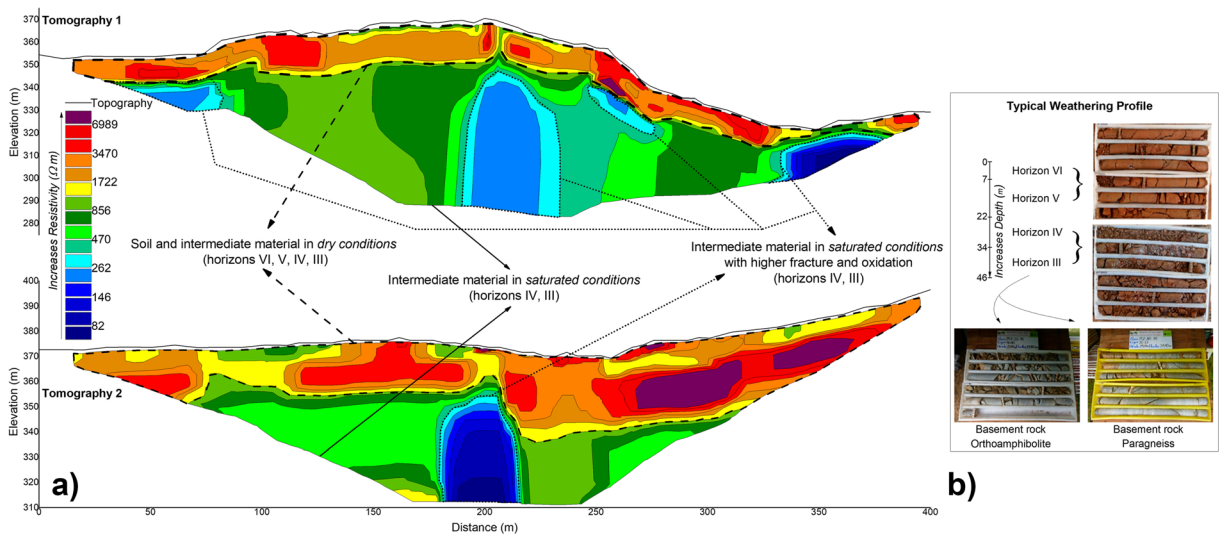 Tomography 1
370
360
350
340
330
320
310
300
290
280
Elevation (m)
Topography
Increases Resistivity (Ω m)
6989
3470
1722
856
470
262
146
82
Soil and intermediate material in dry conditions
(horizons VI, V, IV, III)
Intermediate material in saturated conditions
(horizons IV, III)
Intermediate material in saturated conditions
with higher fracture and oxidation
(horizons IV, III)
400
390
380
370
360
350
340
330
320
310
Elevation (m)
Tomography 2
0
50
100
150
200
250
300
350
400
Distance (m)
a)
Typical Weathering Profile
Increases Depth (m)
0
7
22
34
46
Horizon VI
Horizon V
Horizon IV
Horizon III
Basement rock
Orthoamphibolite
Basement rock
Paragneiss
b)